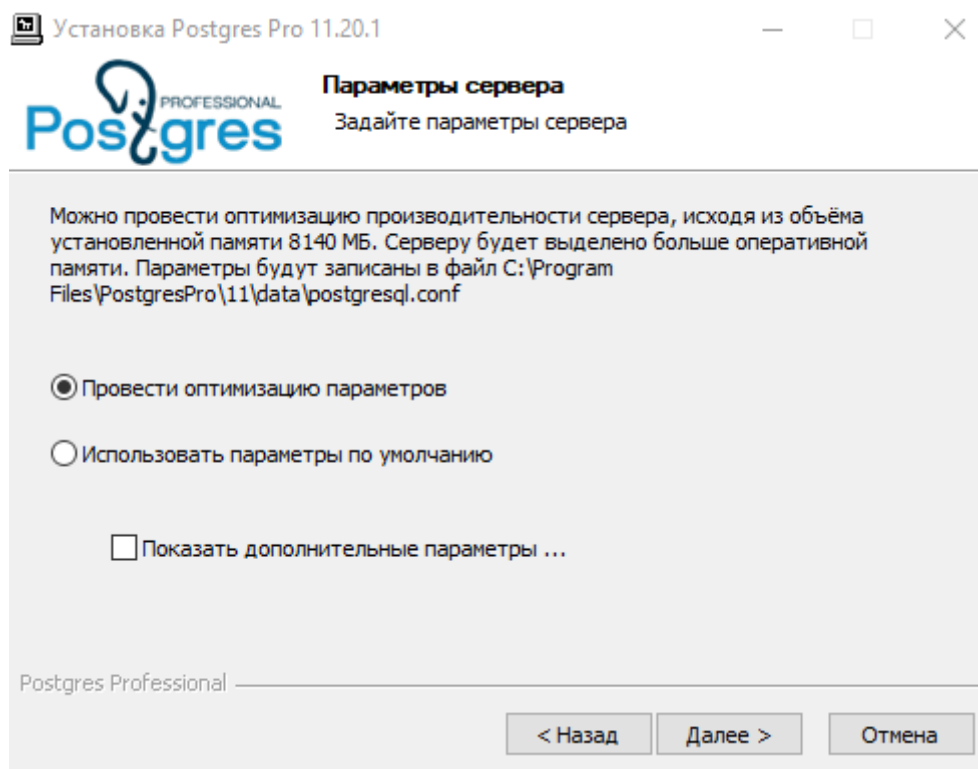 Установка Postgres Pro 11.20.1
PROFESSIONAL
Postgres
Параметры сервера
Задайте параметры сервера
Можно провести оптимизацию производительности сервера, исходя из объёма
установленной памяти 8140 МБ. Серверу будет выделено больше оперативной
памяти. Параметры будут записаны в файл C:\Program
Files\PostgresPro\11\data\postgresql.conf
Провести оптимизацию параметров
Использовать параметры по умолчанию
Показать дополнительные параметры ...
Postgres Professional
< Назад
Далее >
Отмена